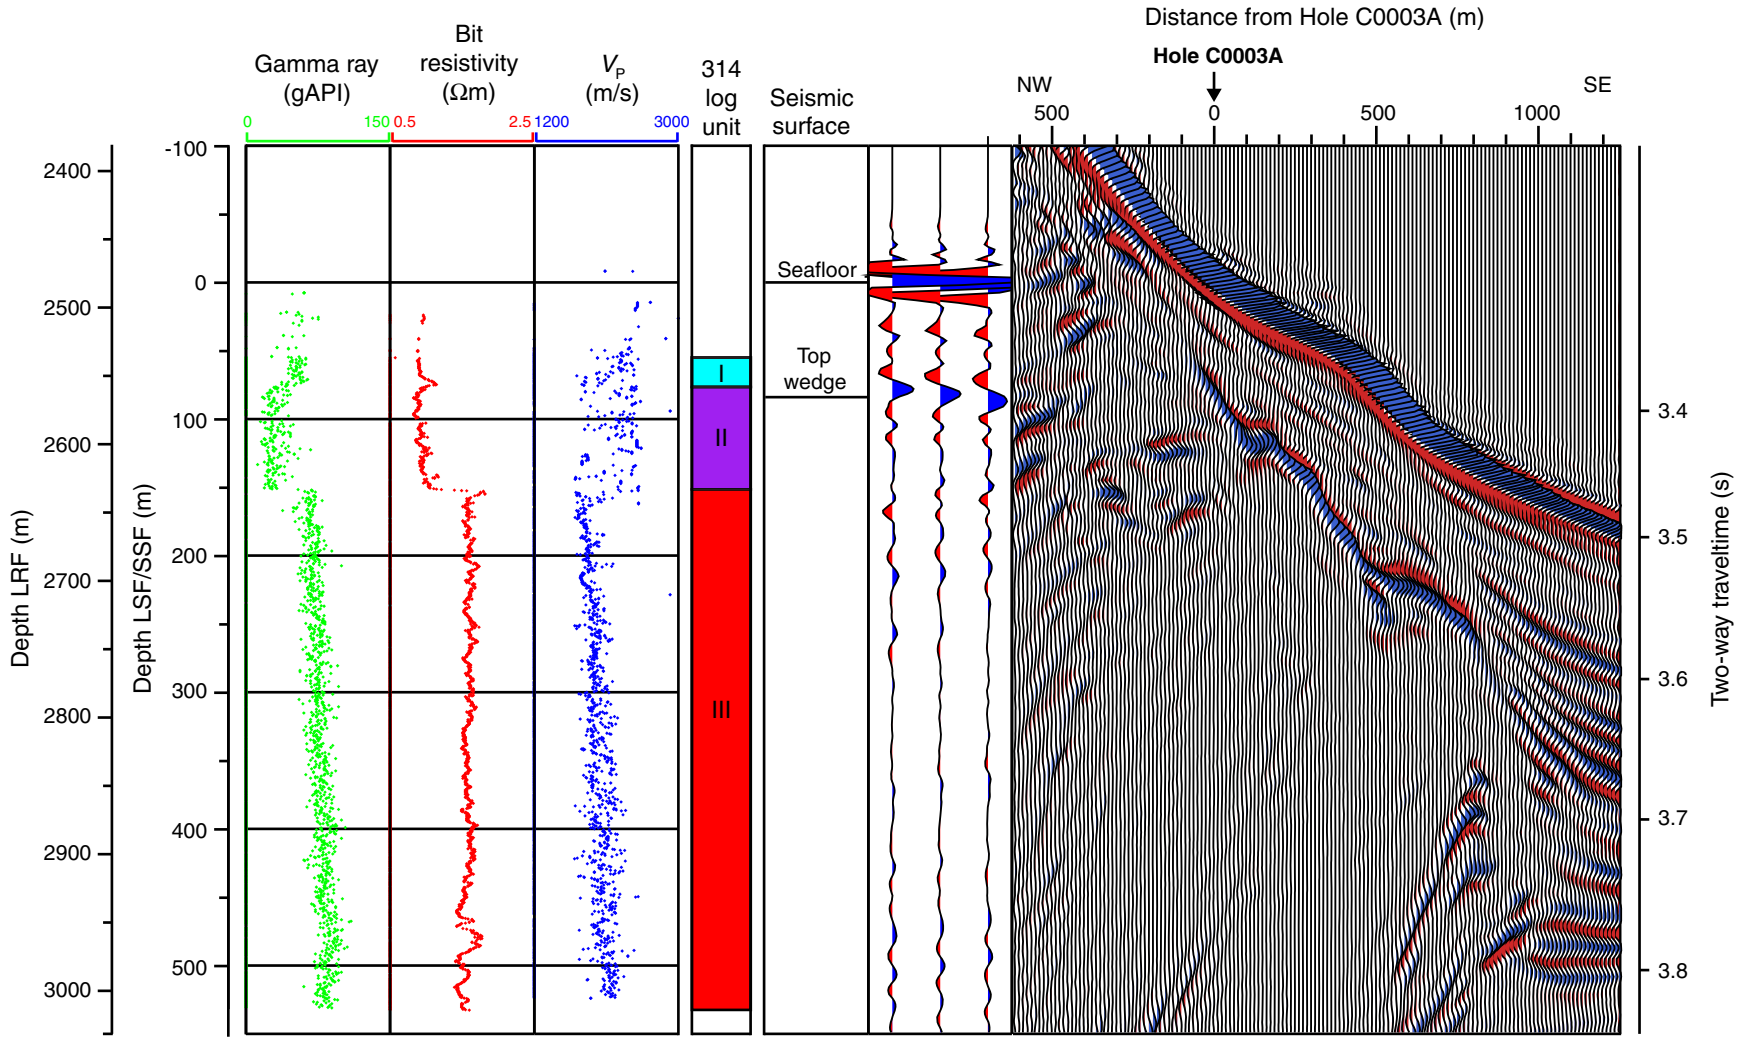 Distance from Hole C0003A (m)
Hole C0003A
NW
SE
500
0
500
1000
Gamma ray
(gAPI)
0
150
Bit
resistivity
(Ωm)
0.5
2.5
VP
(m/s)
1200
3000
314
log
unit
Seismic
surface
Depth LRF (m)
2400
2500
2600
2700
2800
2900
3000
Depth LSF/SSF (m)
-100
0
100
200
300
400
500
I
II
III
Seafloor
Top
wedge
3.4
3.5
3.6
3.7
3.8
Two-way traveltime (s)